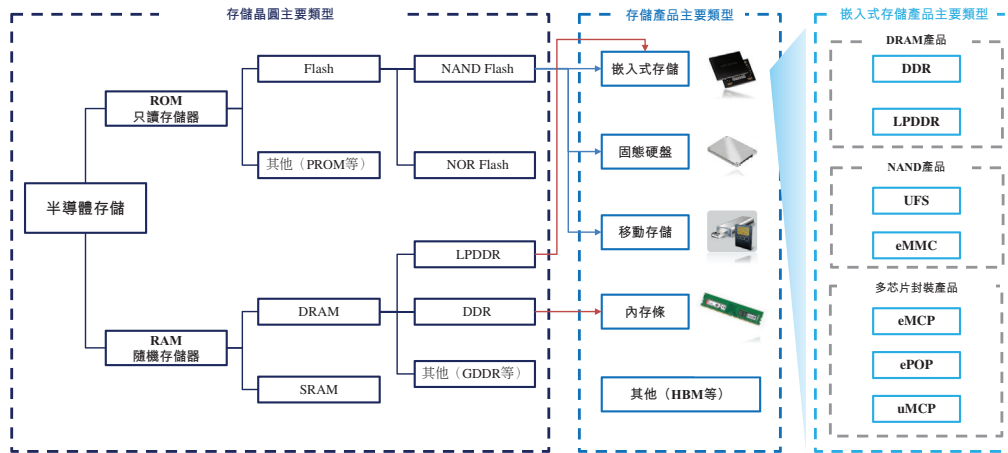 存儲晶圓主要類型
半導體存儲
ROM
只讀存儲器
RAM
隨機存儲器
Flash
其他（PROM等）
DRAM
SRAM
NAND Flash
NOR Flash
LPDDR
DDR
其他（GDDR等）
存儲產品主要類型
嵌入式存儲
固態硬盤
移動存儲
內存條
其他（HBM等）
嵌入式存儲產品主要類型
DRAM產品
DDR
LPDDR
NAND產品
UFS
eMMC
多芯片封裝產品
eMCP
ePOP
uMCP